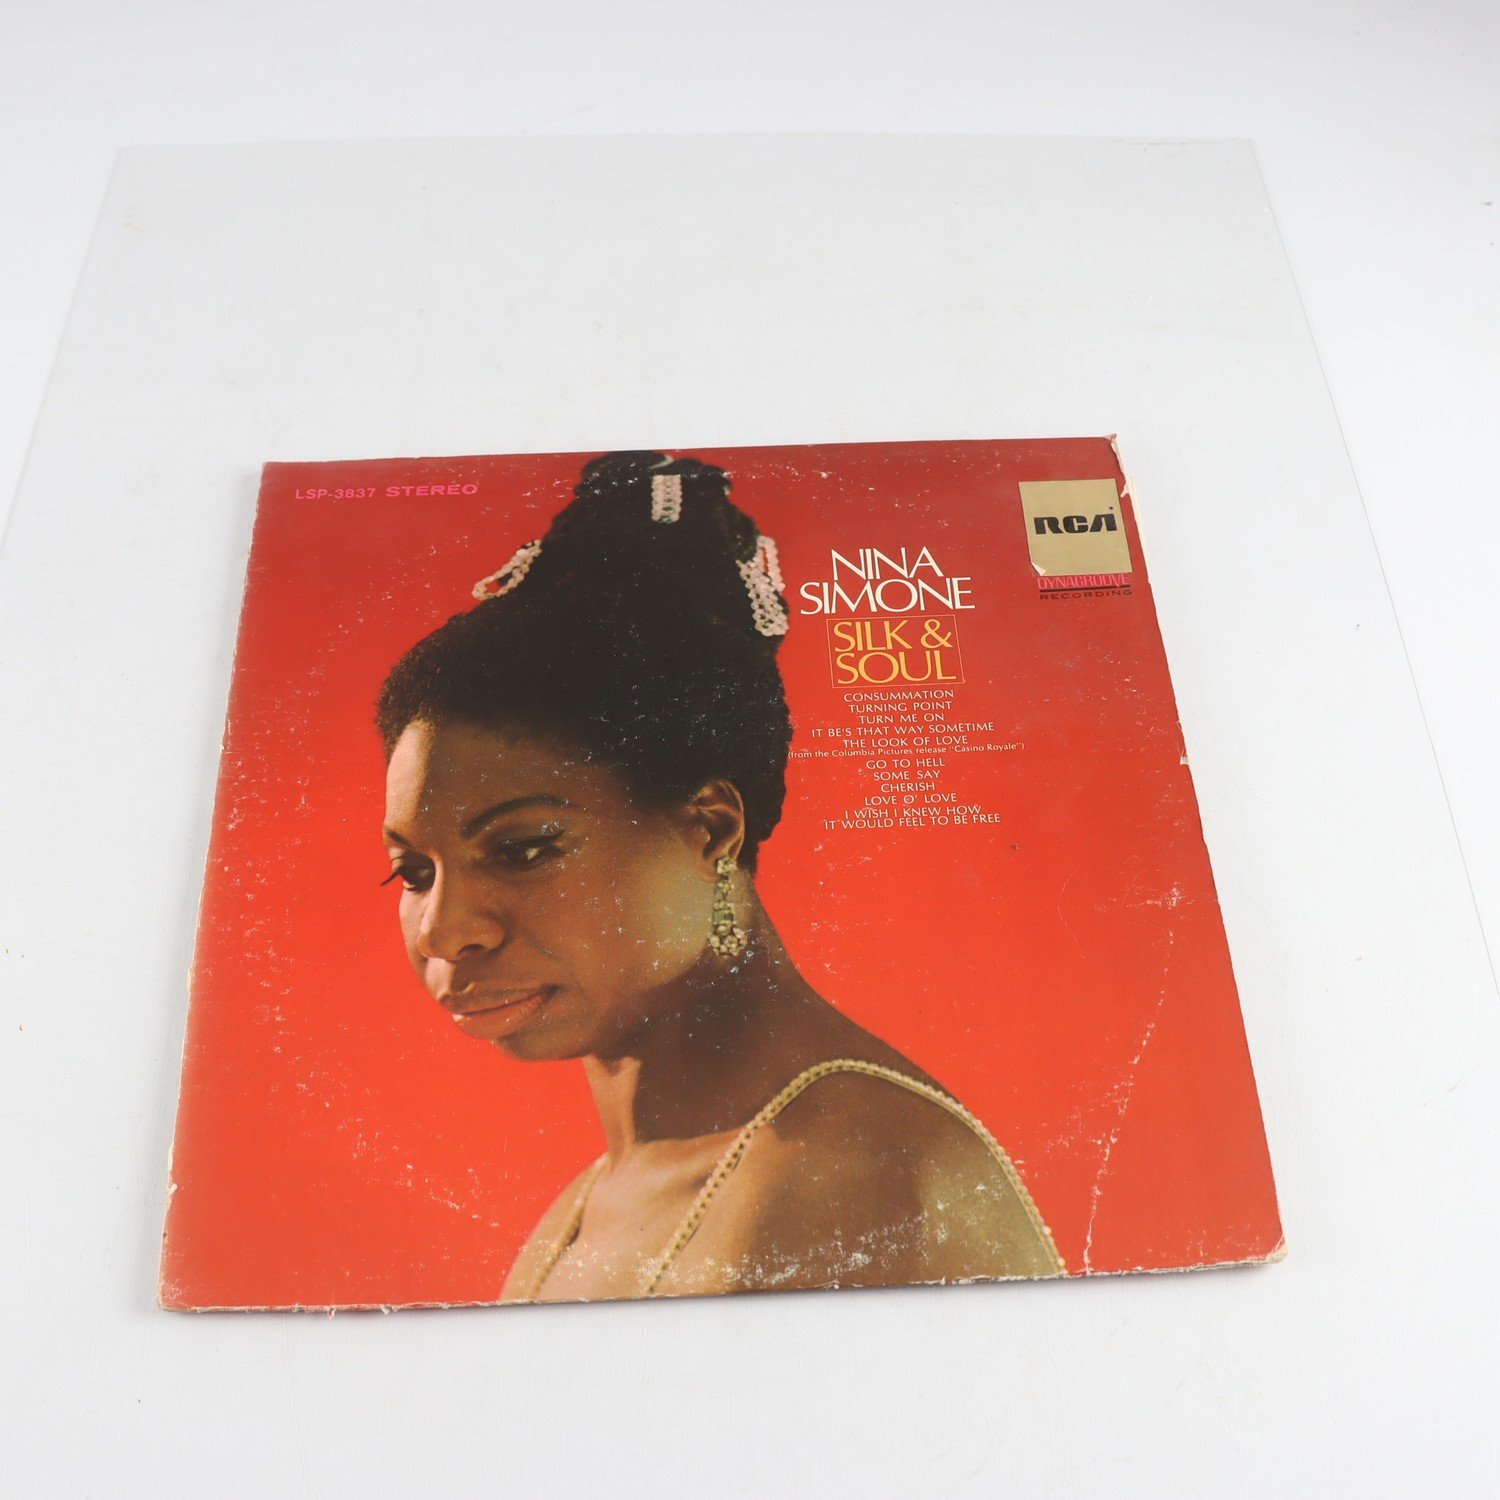 LSP-3837 STEREO
RCA
DYNAGROOVE
RECORDING
NINA
SIMONE
SILK &
SOUL
CONSUMMATION
TURNING POINT
TURN ME ON
IT BE'S THAT WAY SOMETIME
THE LOOK OF LOVE
(from the Columbia Pictures release "Casino Royale")
GO TO HELL
SOME SAY
CHERISH
LOVE O' LOVE
I WISH I KNEW HOW
IT WOULD FEEL TO BE FREE